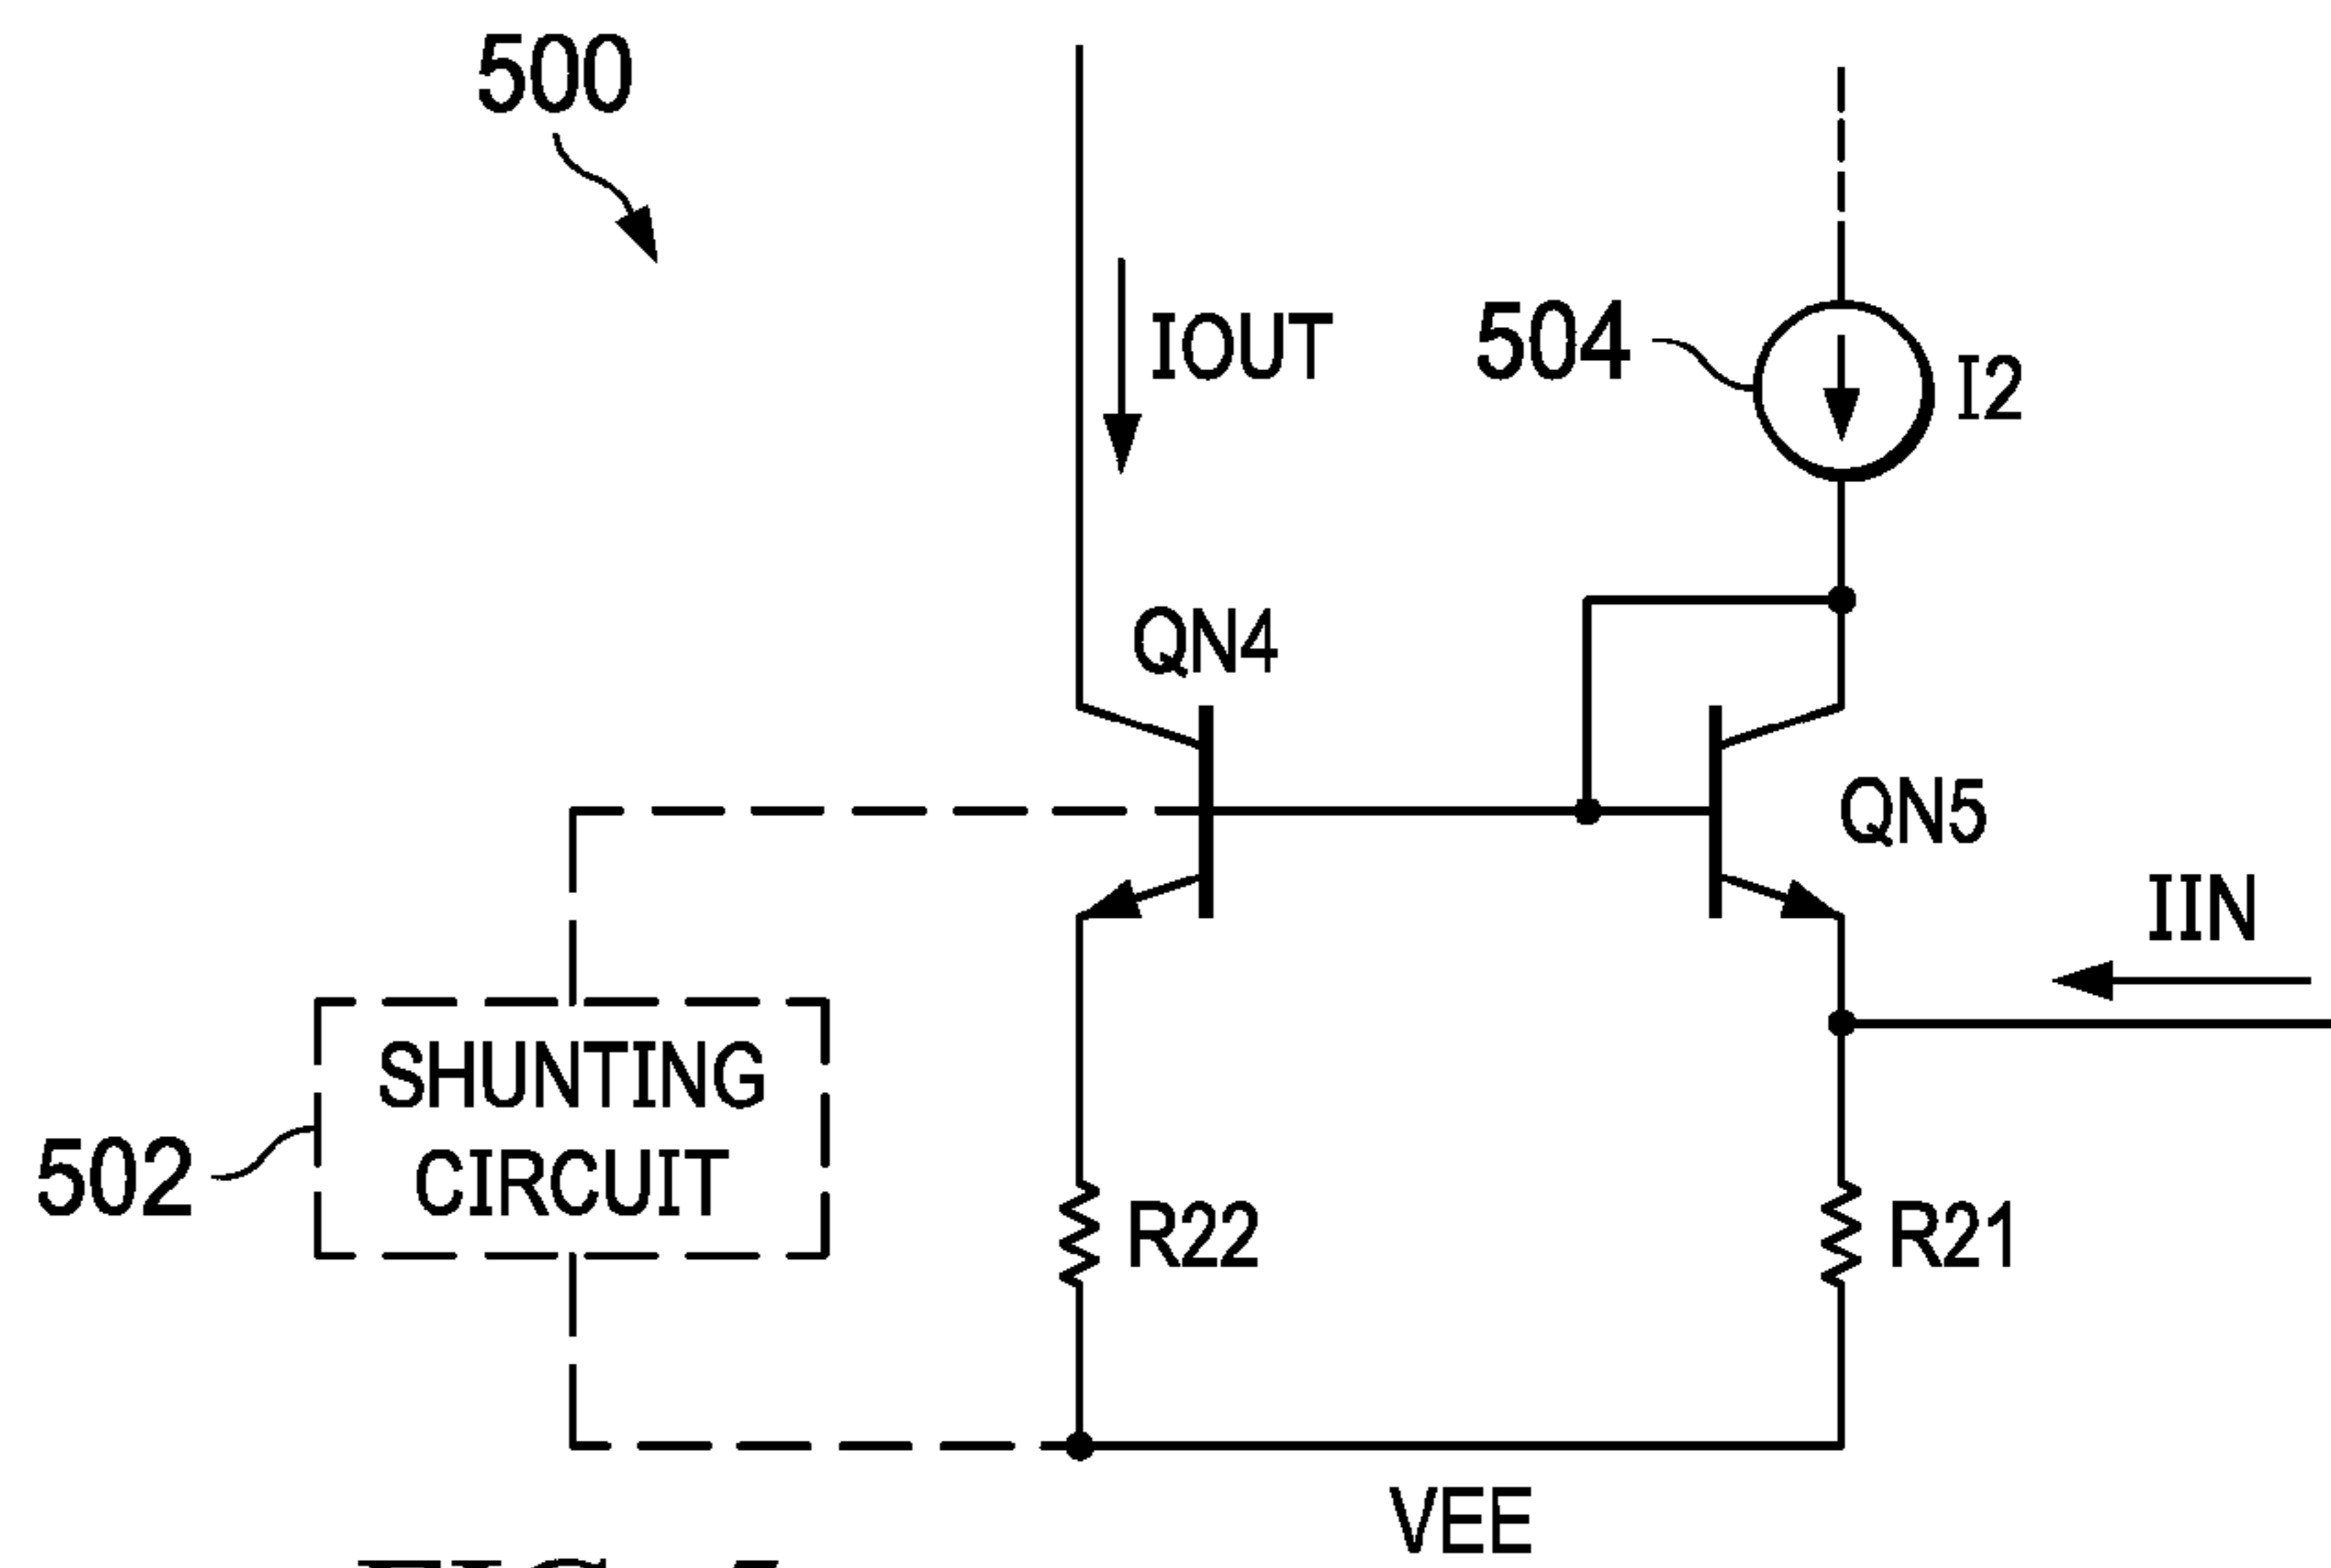 500
IOUT
504
I2
QN4
QN5
IIN
SHUNTING
CIRCUIT
502
R22
R21
VEE